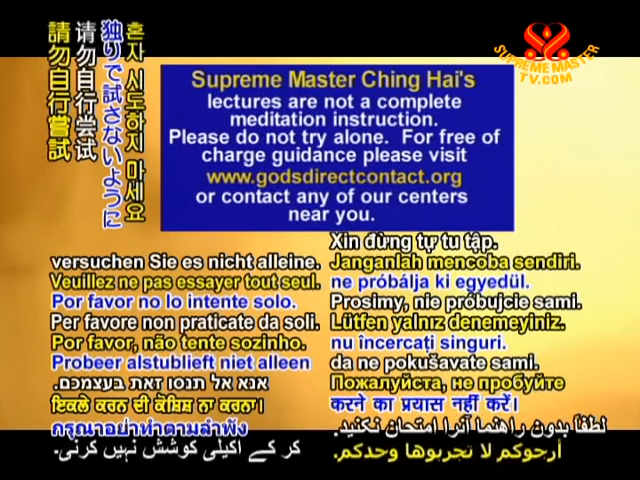 請勿自行嘗試
请勿自行尝试
独りで試さないように
혼자 시도하지 마세요
SUPREME MASTER
TV.COM
Supreme Master Ching Hai's
lectures are not a complete
meditation instruction.
Please do not try alone. For free of
charge guidance please visit
www.godsdirectcontact.org
or contact any of our centers
near you.
versuchen Sie es nicht alleine.
Veuillez ne pas essayer tout seul.
Por favor no lo intente solo.
Per favore non praticate da soli.
Por favor, não tente sozinho.
Probeer alstublieft niet alleen
אנא אל תנסו זאת בעצמכם.
ਇਕਲੇ ਕਰਨ ਦੀ ਕੋਸ਼ਿਸ਼ ਨਾ ਕਰਨਾ।
กรุณาอย่าทำตามลำพัง
کر کے اکیلی کوشش نہیں کرنی۔
Xin đừng tự tu tập.
Janganlah mencoba sendiri.
ne próbálja ki egyedül.
Prosimy, nie próbujcie sami.
Lütfen yalnız denemeyiniz.
nu încercaţi singuri.
da ne pokušavate sami.
Пожалуйста, не пробуйте
करने का प्रयास नहीं करें।
لطفاً بدون راهنما آنرا امتحان نکنید.
أرجوكم لا تجربوها وحدكم.